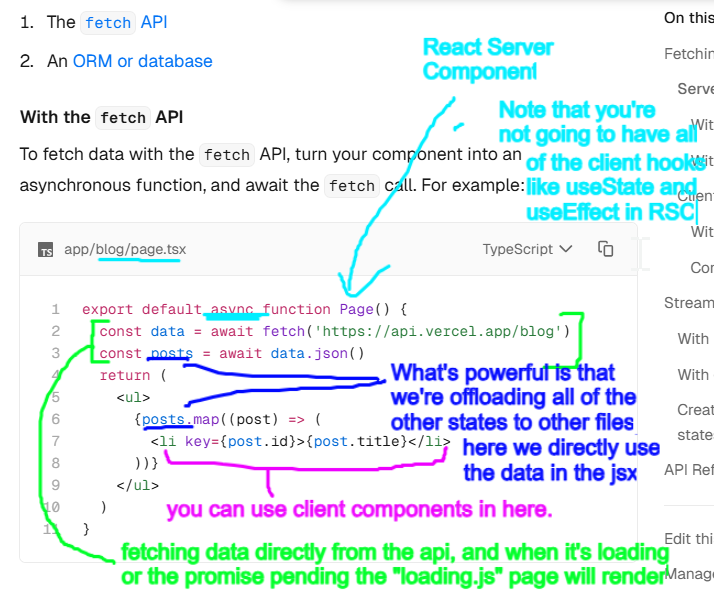 1. The fetch API
2. An ORM or database
With the fetch API
To fetch data with the fetch API, turn your component into an
asynchronous function, and await the fetch call. For example:
React Server
Component
Note that you're
not going to have all
of the client hooks
like useState and
useEffect in RSC
TS app/blog/page.tsx TypeScript
1 export default async function Page() {
2 const data = await fetch('https://api.vercel.app/blog')
3 const posts = await data.json()
4 return (
5 <ul>
6 {posts.map((post) => (
7 <li key={post.id}>{post.title}</li>
8 ))}
9 </ul>
10 )
11 }
What's powerful is that
we're offloading all of the
other states to other files
here we directly use
the data in the jsx
you can use client components in here.
fetching data directly from the api, and when it's loading
or the promise pending the "loading.js" page will render
On this
Fetchin
Serve
Wit
Wit
Client
Wit
Cor
Stream
With
With
Creat
state
API Ref
Edit thi
Manage